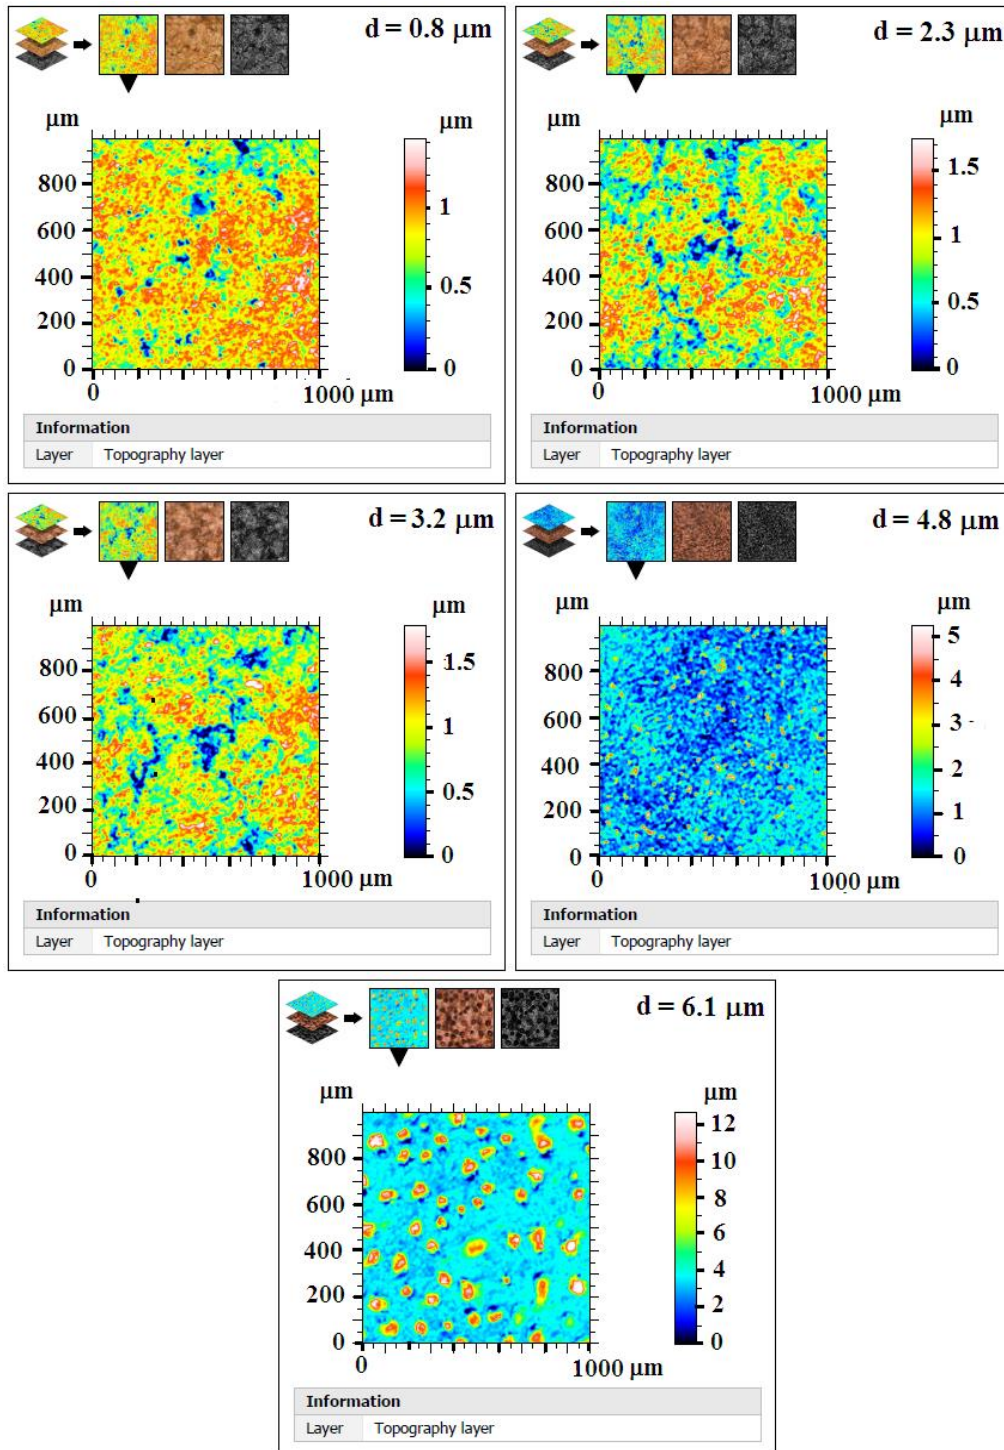 d = 0.8 μm
μm
μm
800
600
400
200
0
0
1000 μm
1
0.5
0
Information
Layer Topography layer
d = 2.3 μm
μm
μm
800
600
400
200
0
0
1000 μm
1.5
1
0.5
0
Information
Layer Topography layer
d = 3.2 μm
μm
μm
800
600
400
200
0
0
1000 μm
1.5
1
0.5
0
Information
Layer Topography layer
d = 4.8 μm
μm
μm
800
600
400
200
0
0
1000 μm
5
4
3
2
1
0
Information
Layer Topography layer
d = 6.1 μm
μm
μm
800
600
400
200
0
0
1000 μm
12
10
8
6
4
2
0
Information
Layer Topography layer